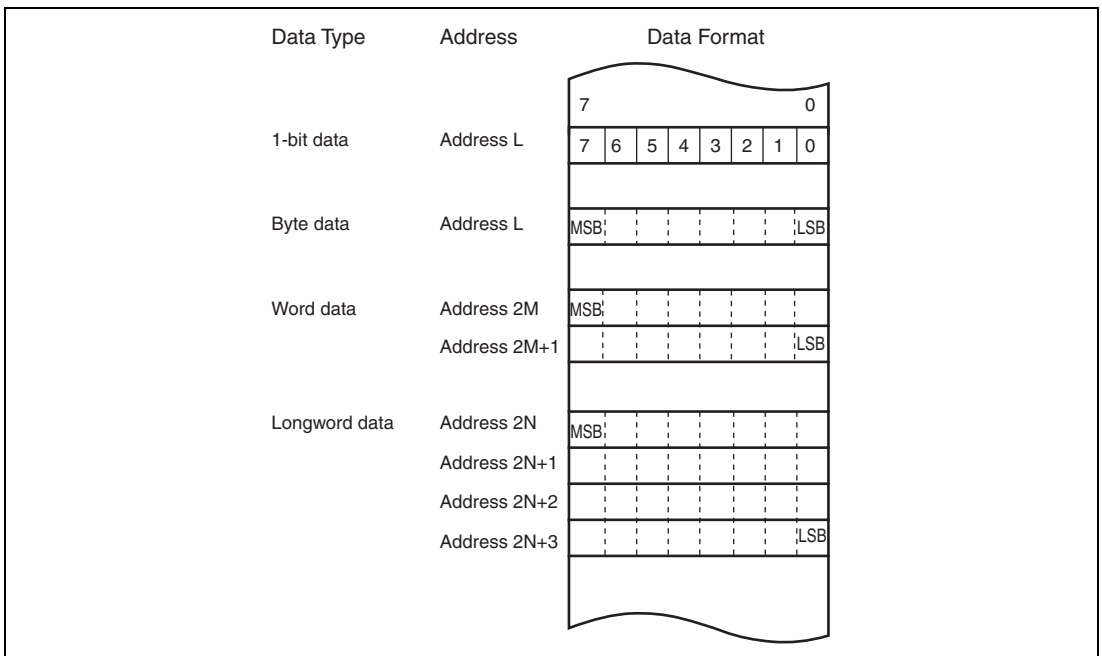 Data Type Address Data Format
7 0
1-bit data Address L 7 6 5 4 3 2 1 0
Byte data Address L MSB LSB
Word data Address 2M MSB
Address 2M+1 LSB
Longword data Address 2N MSB
Address 2N+1
Address 2N+2
Address 2N+3 LSB